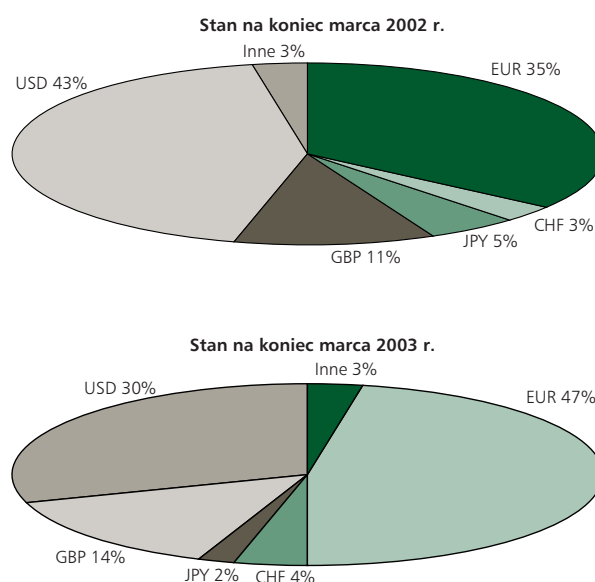 Stan na koniec marca 2002 r.
Inne 3%
EUR 35%
USD 43%
CHF 3%
JPY 5%
GBP 11%
Stan na koniec marca 2003 r.
Inne 3%
USD 30%
EUR 47%
GBP 14%
JPY 2%
CHF 4%